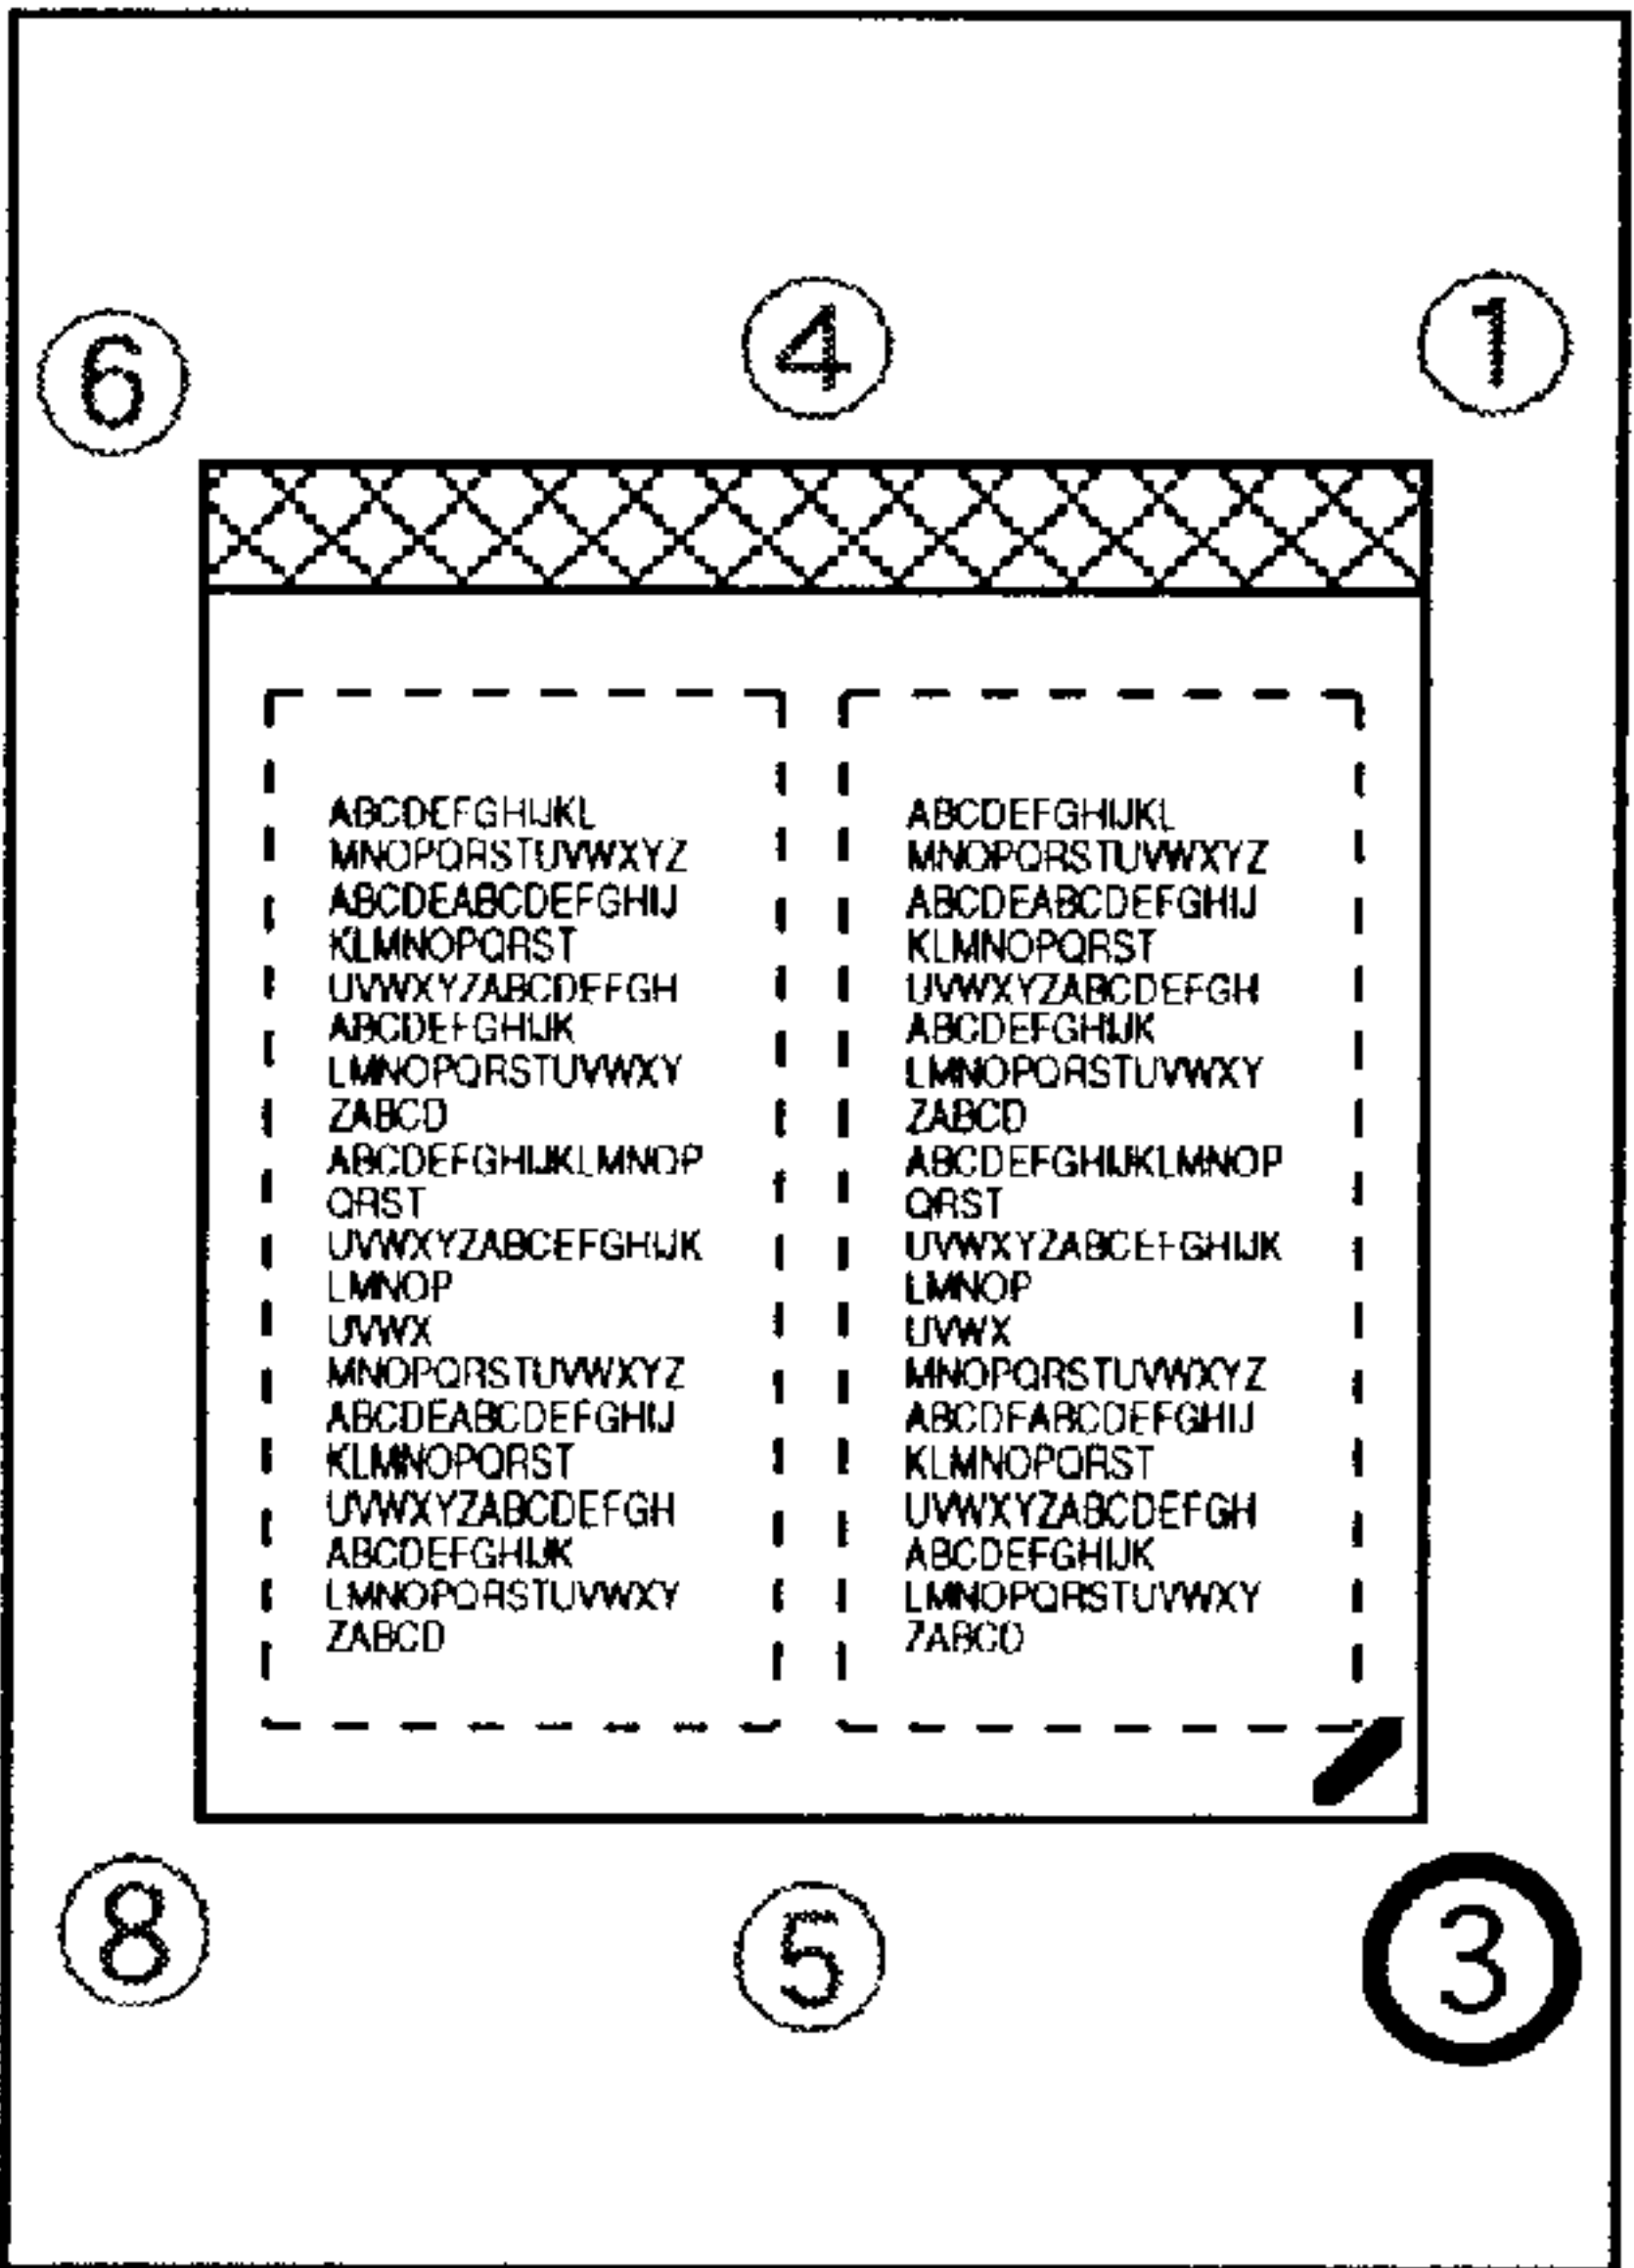 6
4
1
ABCDEFGHIJKL
MNOPQRSTUVWXYZ
ABCDEABCDEFGHIJ
KLMNOPQRST
UVWXYZABCDEFGH
ABCDEFGHIJK
LMNOPQRSTUVWXY
ZABCD
ABCDEFGHIJKLMNOP
QRST
UVWXYZABCEFGHIJK
LMNOP
UVWX
MNOPQRSTUVWXYZ
ABCDEABCDEFGHIJ
KLMNOPQRST
UVWXYZABCDEFGH
ABCDEFGHIJK
LMNOPQRSTUVWXY
ZABCD
ABCDEFGHIJKL
MNOPQRSTUVWXYZ
ABCDEABCDEFGHIJ
KLMNOPQRST
UVWXYZABCDEFGH
ABCDEFGHIJK
LMNOPQRSTUVWXY
ZABCD
ABCDEFGHIJKLMNOP
QRST
UVWXYZABCEFGHIJK
LMNOP
UVWX
MNOPQRSTUVWXYZ
ABCDEABCDEFGHIJ
KLMNOPQRST
UVWXYZABCDEFGH
ABCDEFGHIJK
LMNOPQRSTUVWXY
ZABCD
8
5
3